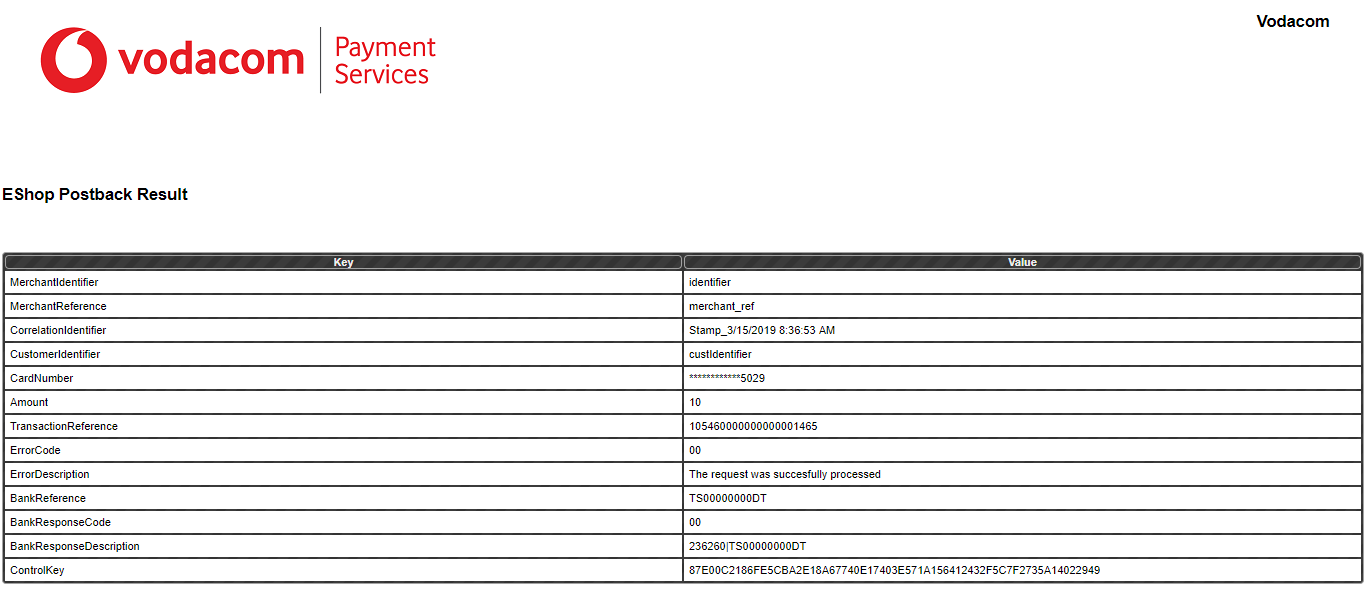 vodacom
Payment
Services
Vodacom
EShop Postback Result
Key Value
MerchantIdentifier identifier
MerchantReference merchant_ref
CorrelationIdentifier Stamp_3/15/2019 8:36:53 AM
CustomerIdentifier custIdentifier
CardNumber ************5029
Amount 10
TransactionReference 105460000000000001465
ErrorCode 00
ErrorDescription The request was succesfully processed
BankReference TS00000000DT
BankResponseCode 00
BankResponseDescription 236260|TS00000000DT
ControlKey 87E00C2186FE5CBA2E18A67740E17403E571A156412432F5C7F2735A14022949